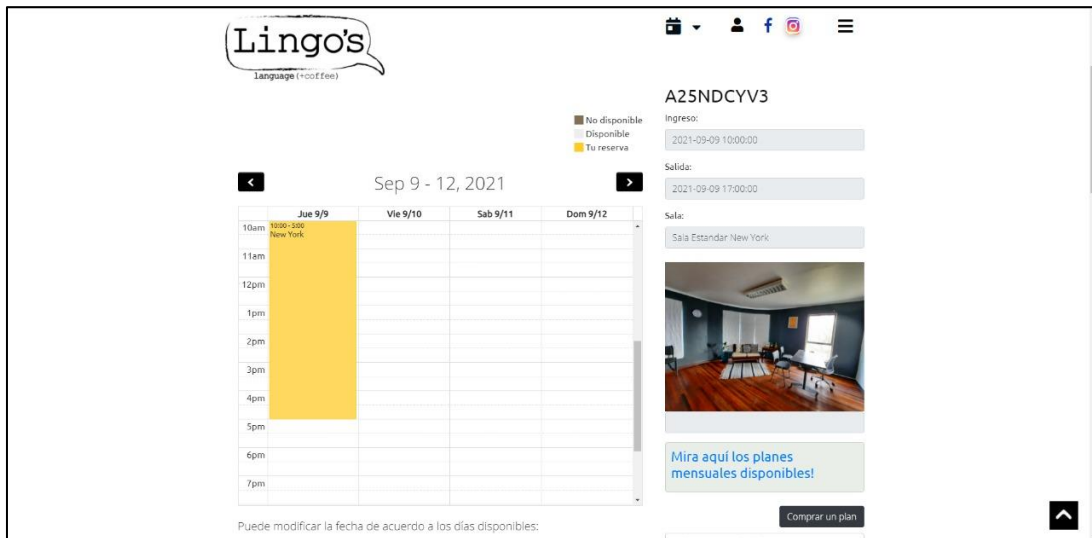 Lingo's
language(+coffee)
No disponible
Disponible
Tu reserva
Sep 9 - 12, 2021
Jue 9/9 Vie 9/10 Sab 9/11 Dom 9/12
10am
10:00 - 5:00
New York
11am
12pm
1pm
2pm
3pm
4pm
5pm
6pm
7pm
Puede modificar la fecha de acuerdo a los días disponibles:
A25NDCYV3
Ingreso:
2021-09-09 10:00:00
Salida:
2021-09-09 17:00:00
Sala:
Sala Estandar New York
Mira aquí los planes
mensuales disponibles!
Comprar un plan